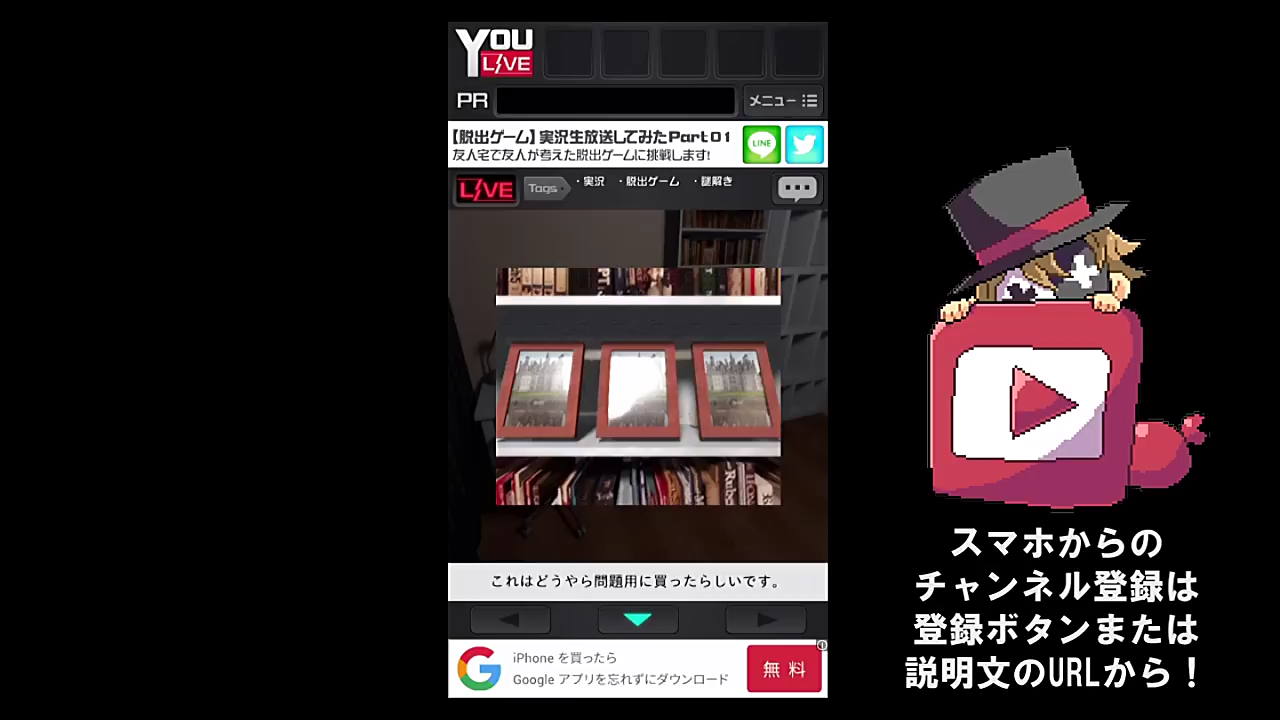 YOU
LIVE
PR
メニュー
【脱出ゲーム】実況生放送してみたPart01
友人宅で友人が考えた脱出ゲームに挑戦します!
LINE
LIVE
Tags
・実況 ・脱出ゲーム ・謎解き
これはどうやら問題用に買ったらしいです。
iPhone を買ったら
Google アプリを忘れずにダウンロード
無料
スマホからの
チャンネル登録は
登録ボタンまたは
説明文のURLから！